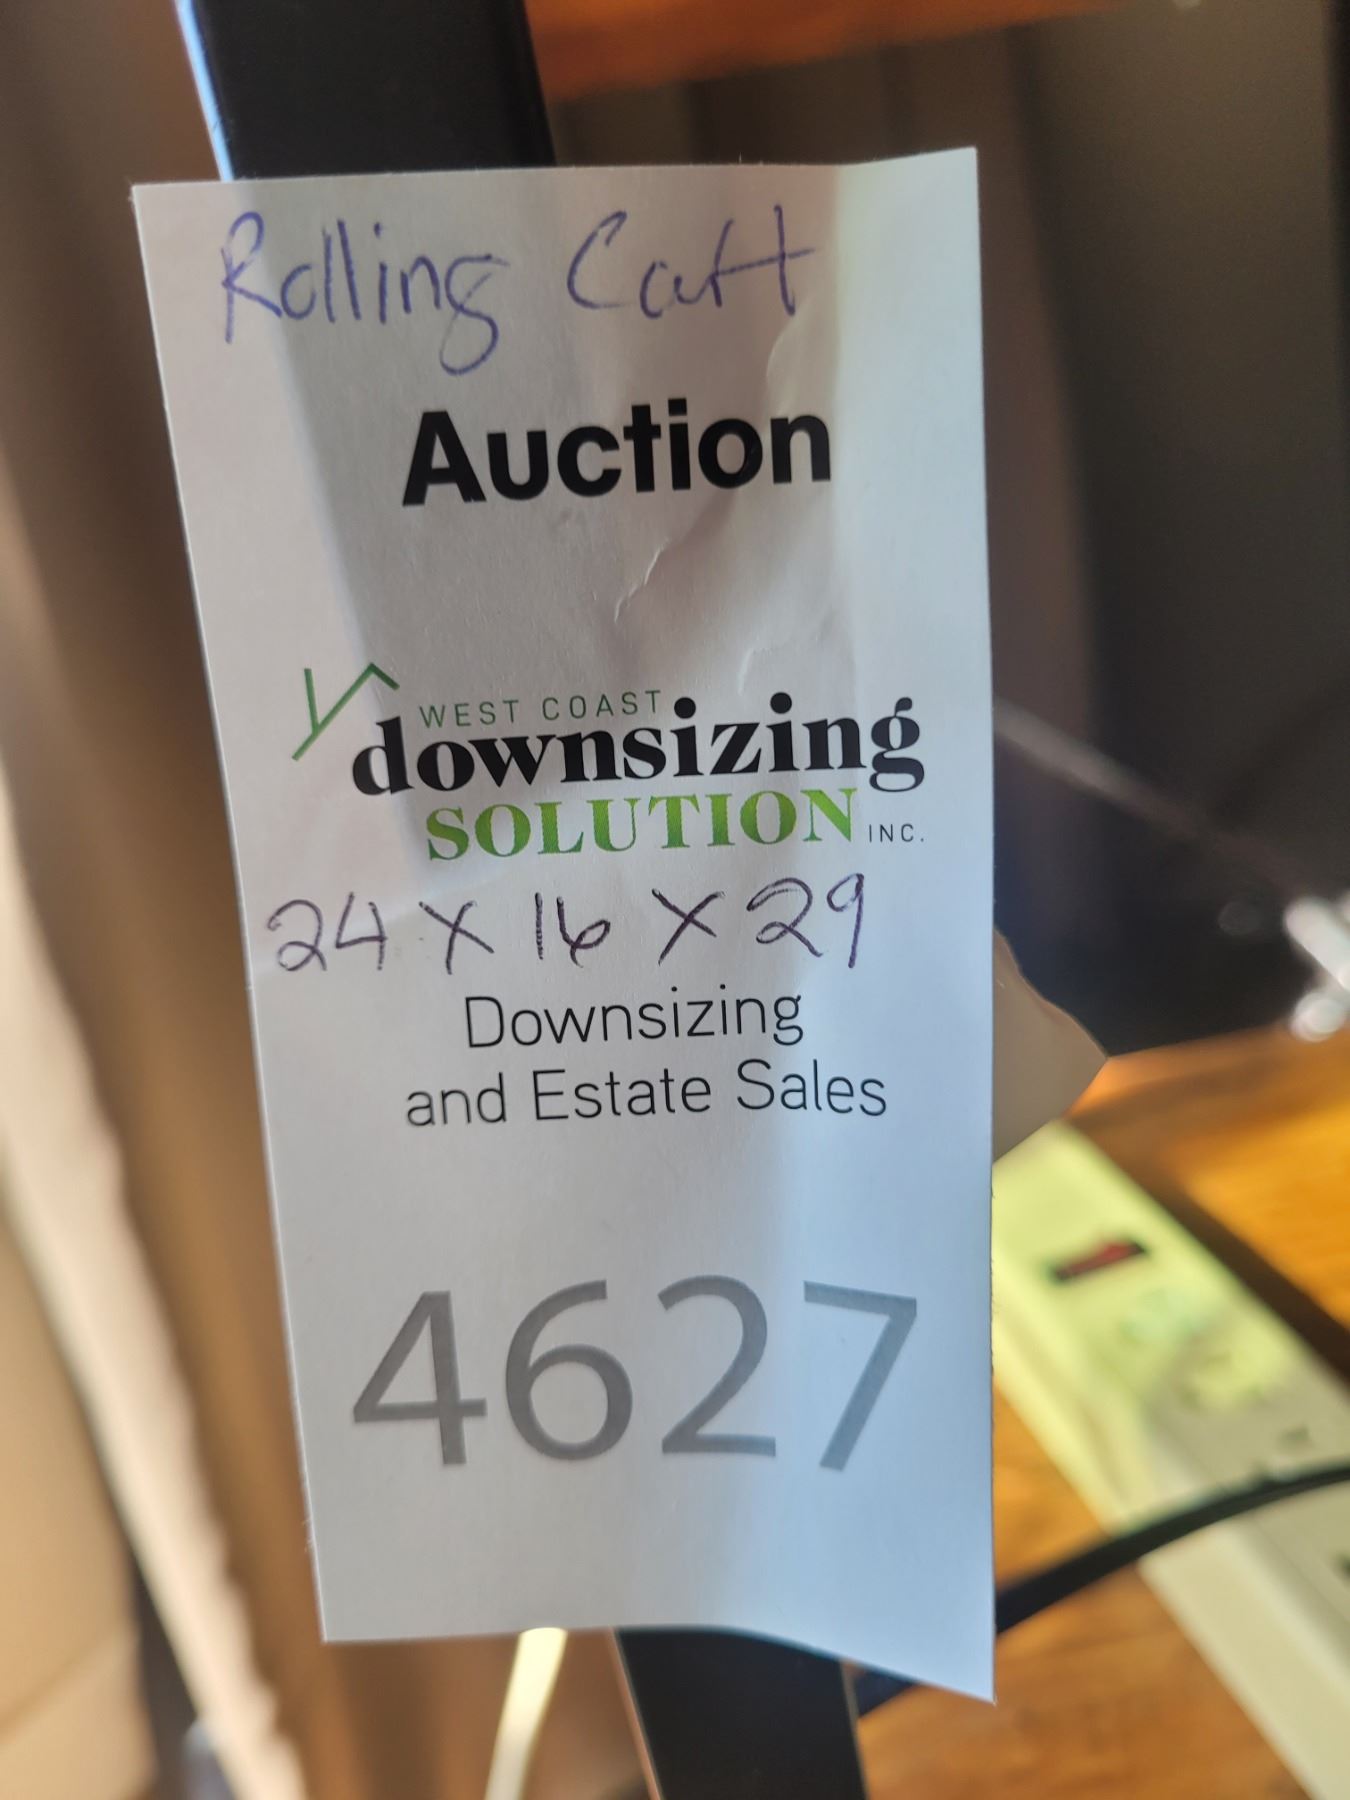 Rolling Cart
Auction
WEST COAST
downsizing
SOLUTION INC.
24 X 16 X 29
Downsizing
and Estate Sales
4627